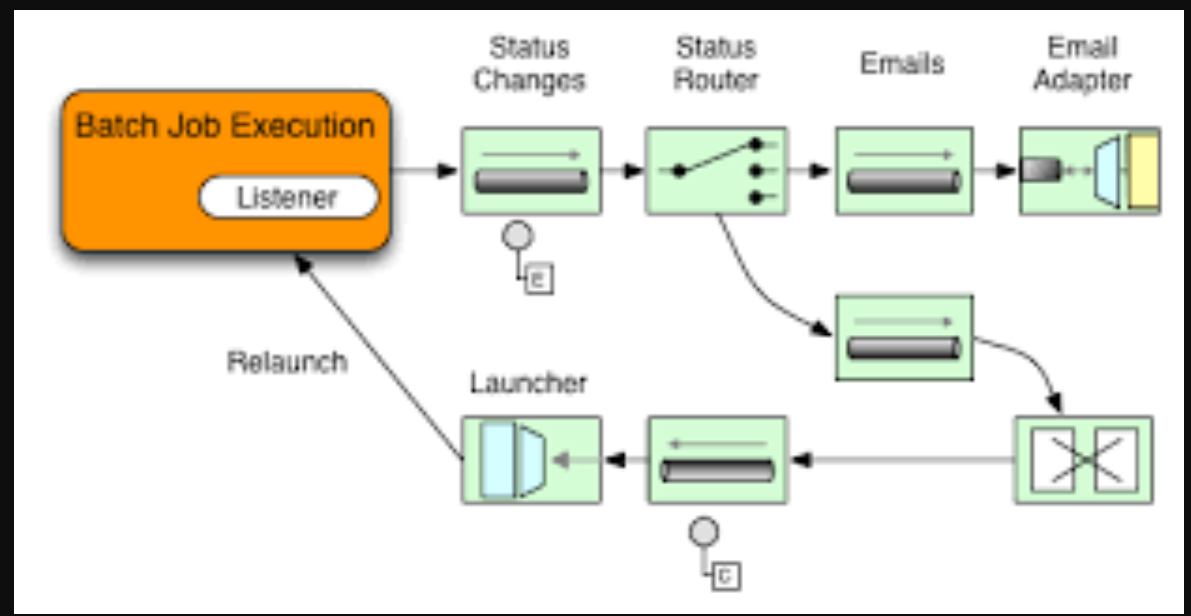 Status
Changes
Status
Router
Emails
Email
Adapter
Batch Job Execution
Listener
E
Relaunch
Launcher
C